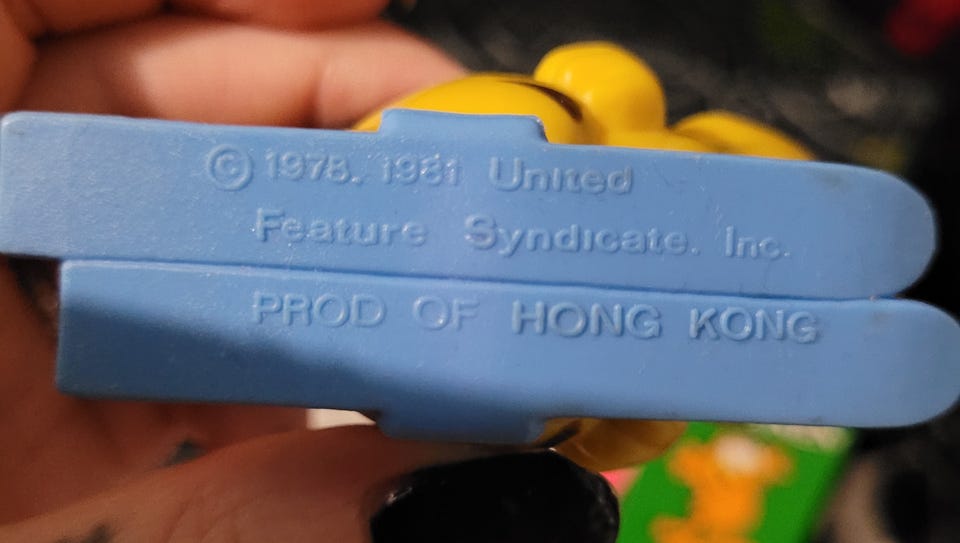 © 1978, 1981 United
Feature Syndicate, Inc.
PROD OF HONG KONG